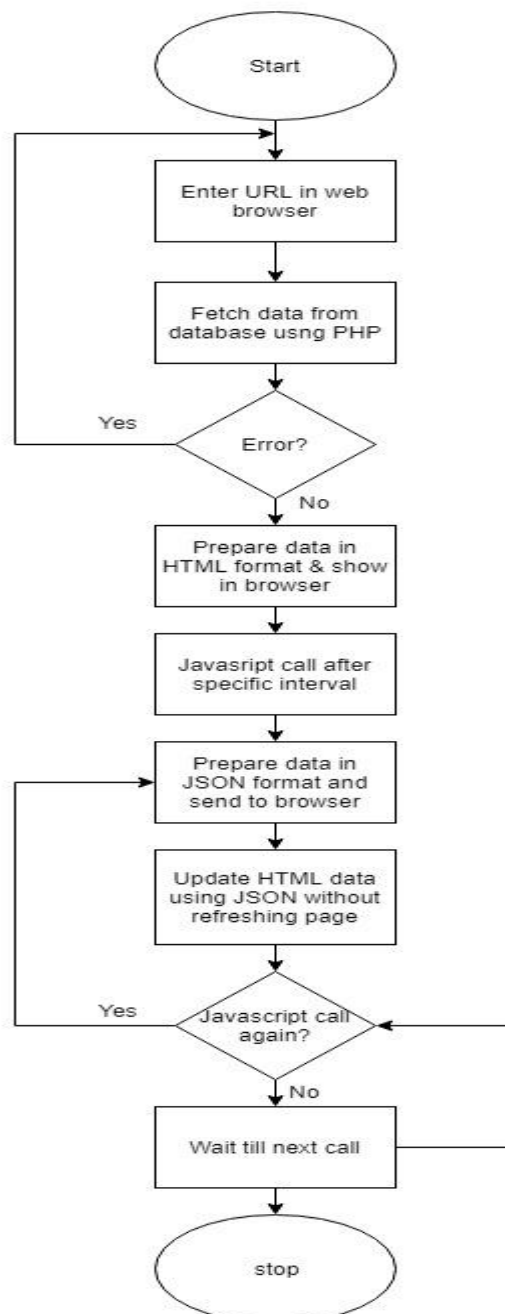 Start
Enter URL in web
browser
Fetch data from
database usng PHP
Yes
Error?
No
Prepare data in
HTML format & show
in browser
Javasript call after
specific interval
Prepare data in
JSON format and
send to browser
Update HTML data
using JSON without
refreshing page
Yes
Javascript call
again?
No
Wait till next call
stop